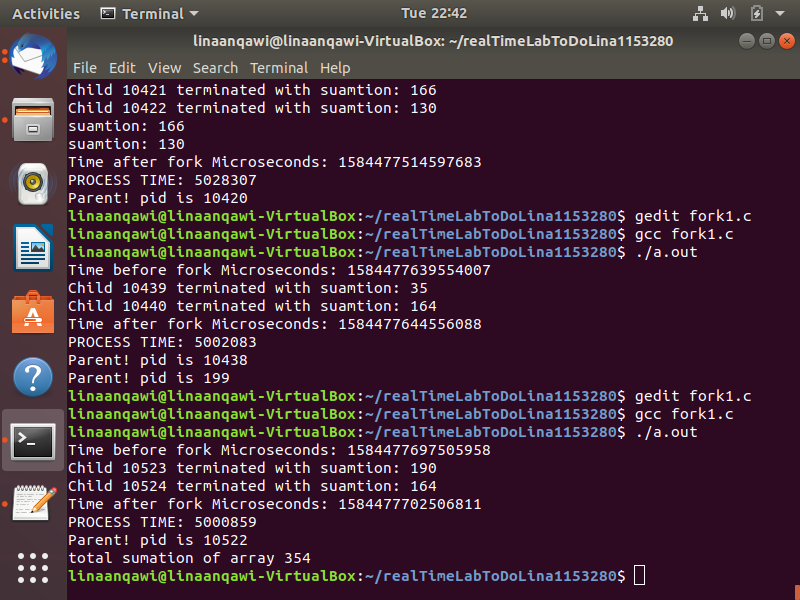 Activities Terminal Tue 22:42
linaanqawi@linaanqawi-VirtualBox: ~/realTimeLabToDoLina1153280
File Edit View Search Terminal Help
Child 10421 terminated with suamtion: 166
Child 10422 terminated with suamtion: 130
suamtion: 166
suamtion: 130
Time after fork Microseconds: 1584477514597683
PROCESS TIME: 5028307
Parent! pid is 10420
linaanqawi@linaanqawi-VirtualBox:~/realTimeLabToDoLina1153280$ gedit fork1.c
linaanqawi@linaanqawi-VirtualBox:~/realTimeLabToDoLina1153280$ gcc fork1.c
linaanqawi@linaanqawi-VirtualBox:~/realTimeLabToDoLina1153280$ ./a.out
Time before fork Microseconds: 1584477639554007
Child 10439 terminated with suamtion: 35
Child 10440 terminated with suamtion: 164
Time after fork Microseconds: 1584477644556088
PROCESS TIME: 5002083
Parent! pid is 10438
Parent! pid is 199
linaanqawi@linaanqawi-VirtualBox:~/realTimeLabToDoLina1153280$ gedit fork1.c
linaanqawi@linaanqawi-VirtualBox:~/realTimeLabToDoLina1153280$ gcc fork1.c
linaanqawi@linaanqawi-VirtualBox:~/realTimeLabToDoLina1153280$ ./a.out
Time before fork Microseconds: 1584477697505958
Child 10523 terminated with suamtion: 190
Child 10524 terminated with suamtion: 164
Time after fork Microseconds: 1584477702506811
PROCESS TIME: 5000859
Parent! pid is 10522
total sumation of array 354
linaanqawi@linaanqawi-VirtualBox:~/realTimeLabToDoLina1153280$